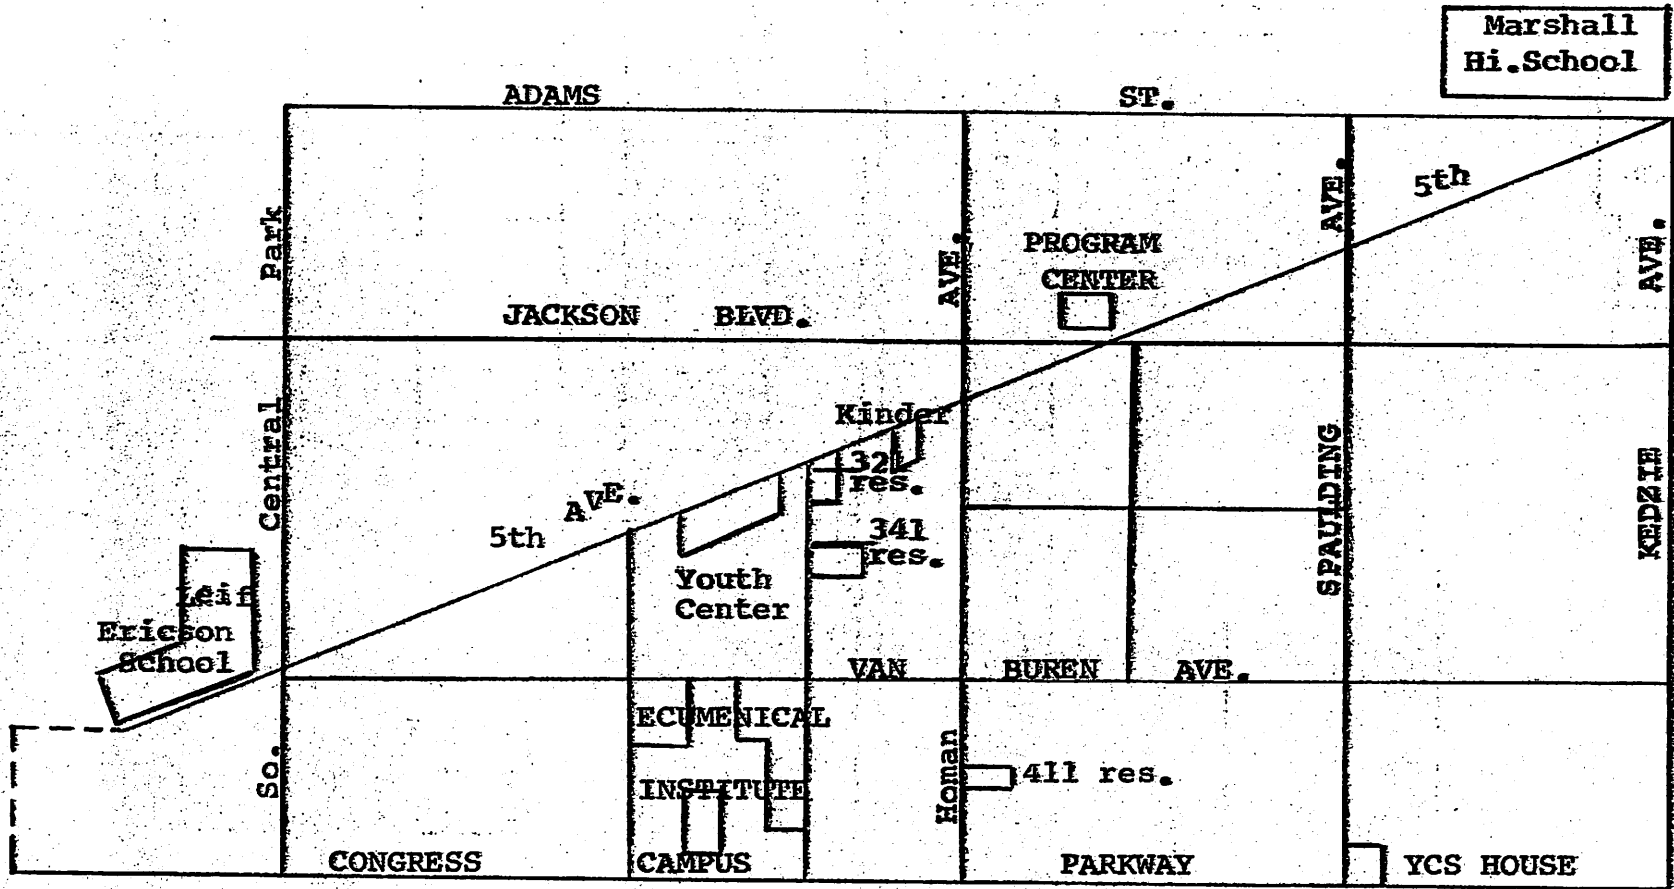 Marshall
Hi.School
ADAMS ST.
5th
AVE.
Park
PROGRAM
CENTER
AVE.
AVE.
JACKSON BLVD.
Central
Kinder
32
res.
SPAULDING
KEDZIE
AVE.
5th
341
res.
Youth
Center
Leif
Ericson
School
VAN BUREN AVE.
ECUMENICAL
So.
Homan
INSTITUTE
411 res.
CONGRESS
CAMPUS
PARKWAY
YCS HOUSE